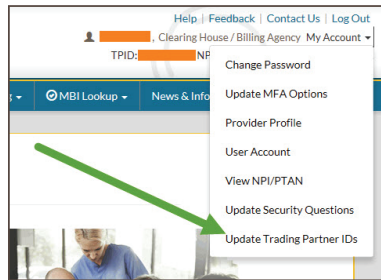 Help | Feedback | Contact Us | Log Out
, Clearing House / Billing Agency My Account
TPID: NP
MBI Lookup News & Info
Change Password
Update MFA Options
Provider Profile
User Account
View NPI/PTAN
Update Security Questions
Update Trading Partner IDs